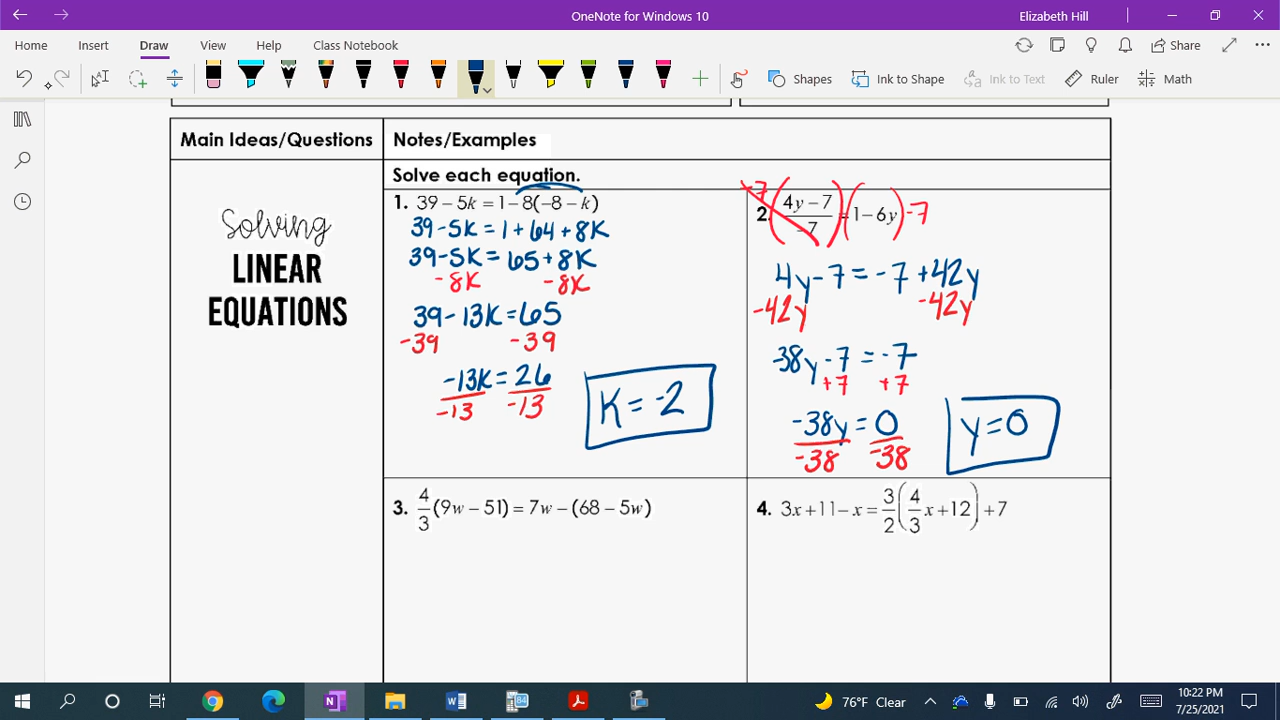 OneNote for Windows 10
Elizabeth Hill
Home Insert Draw View Help Class Notebook Share
Shapes Ink to Shape Ink to Text Ruler Math
Main Ideas/Questions
Notes/Examples
Solving
LINEAR
EQUATIONS
Solve each equation.
1. 39 − 5k = 1 − 8(−8 − k)
39 - 5K = 1 + 64 + 8K
39 - 5K = 65 + 8K
- 8K - 8K
39 - 13K = 65
- 39 - 39
-13K = 26
-13 -13
K = -2
-7 ( (4y − 7)/−7 ) = ( 1 − 6y ) -7
2.
4y - 7 = -7 + 42y
-42y -42y
-38y - 7 = -7
+7 +7
-38y = 0
-38 -38
y = 0
3. 4/3(9w − 51) = 7w − (68 − 5w)
4. 3x + 11 − x = 3/2(4/3x + 12) + 7
76°F Clear
10:22 PM
7/25/2021